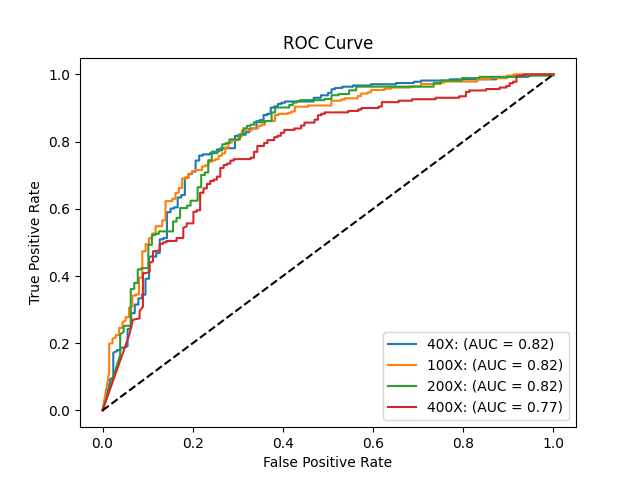 ROC Curve
True Positive Rate
1.0
0.8
0.6
0.4
0.2
0.0
40X: (AUC = 0.82)
100X: (AUC = 0.82)
200X: (AUC = 0.82)
400X: (AUC = 0.77)
0.0 0.2 0.4 0.6 0.8 1.0
False Positive Rate